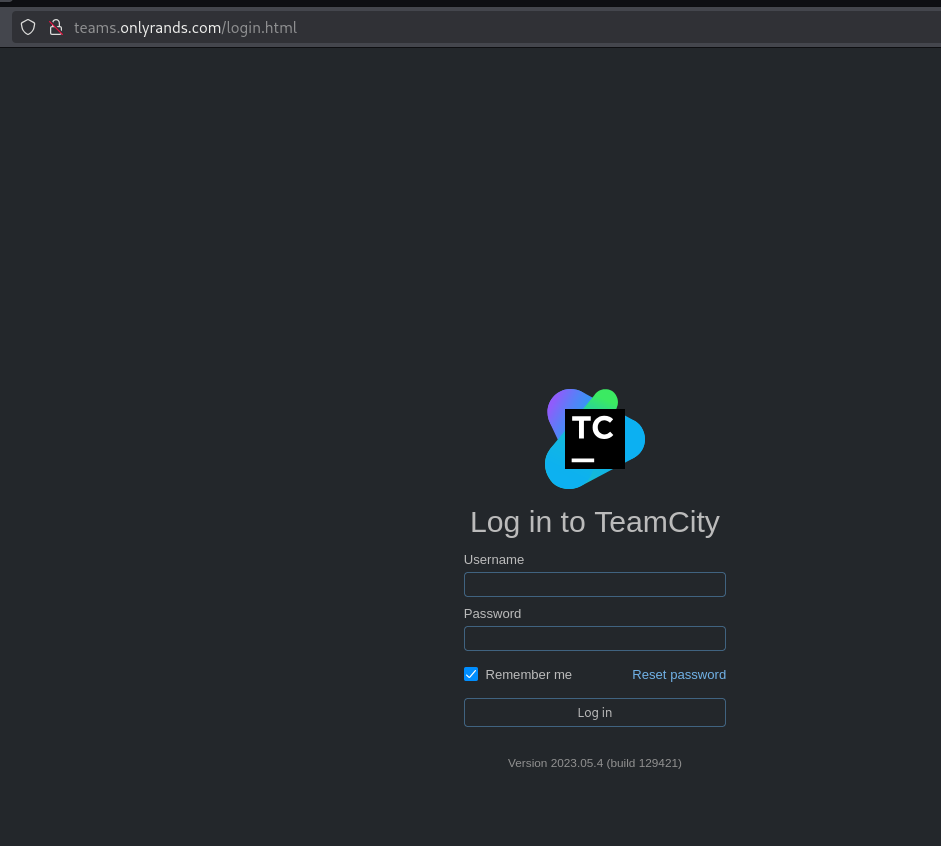 teams.onlyrands.com/login.html
TC
Log in to TeamCity
Username
Password
Remember me Reset password
Log in
Version 2023.05.4 (build 129421)